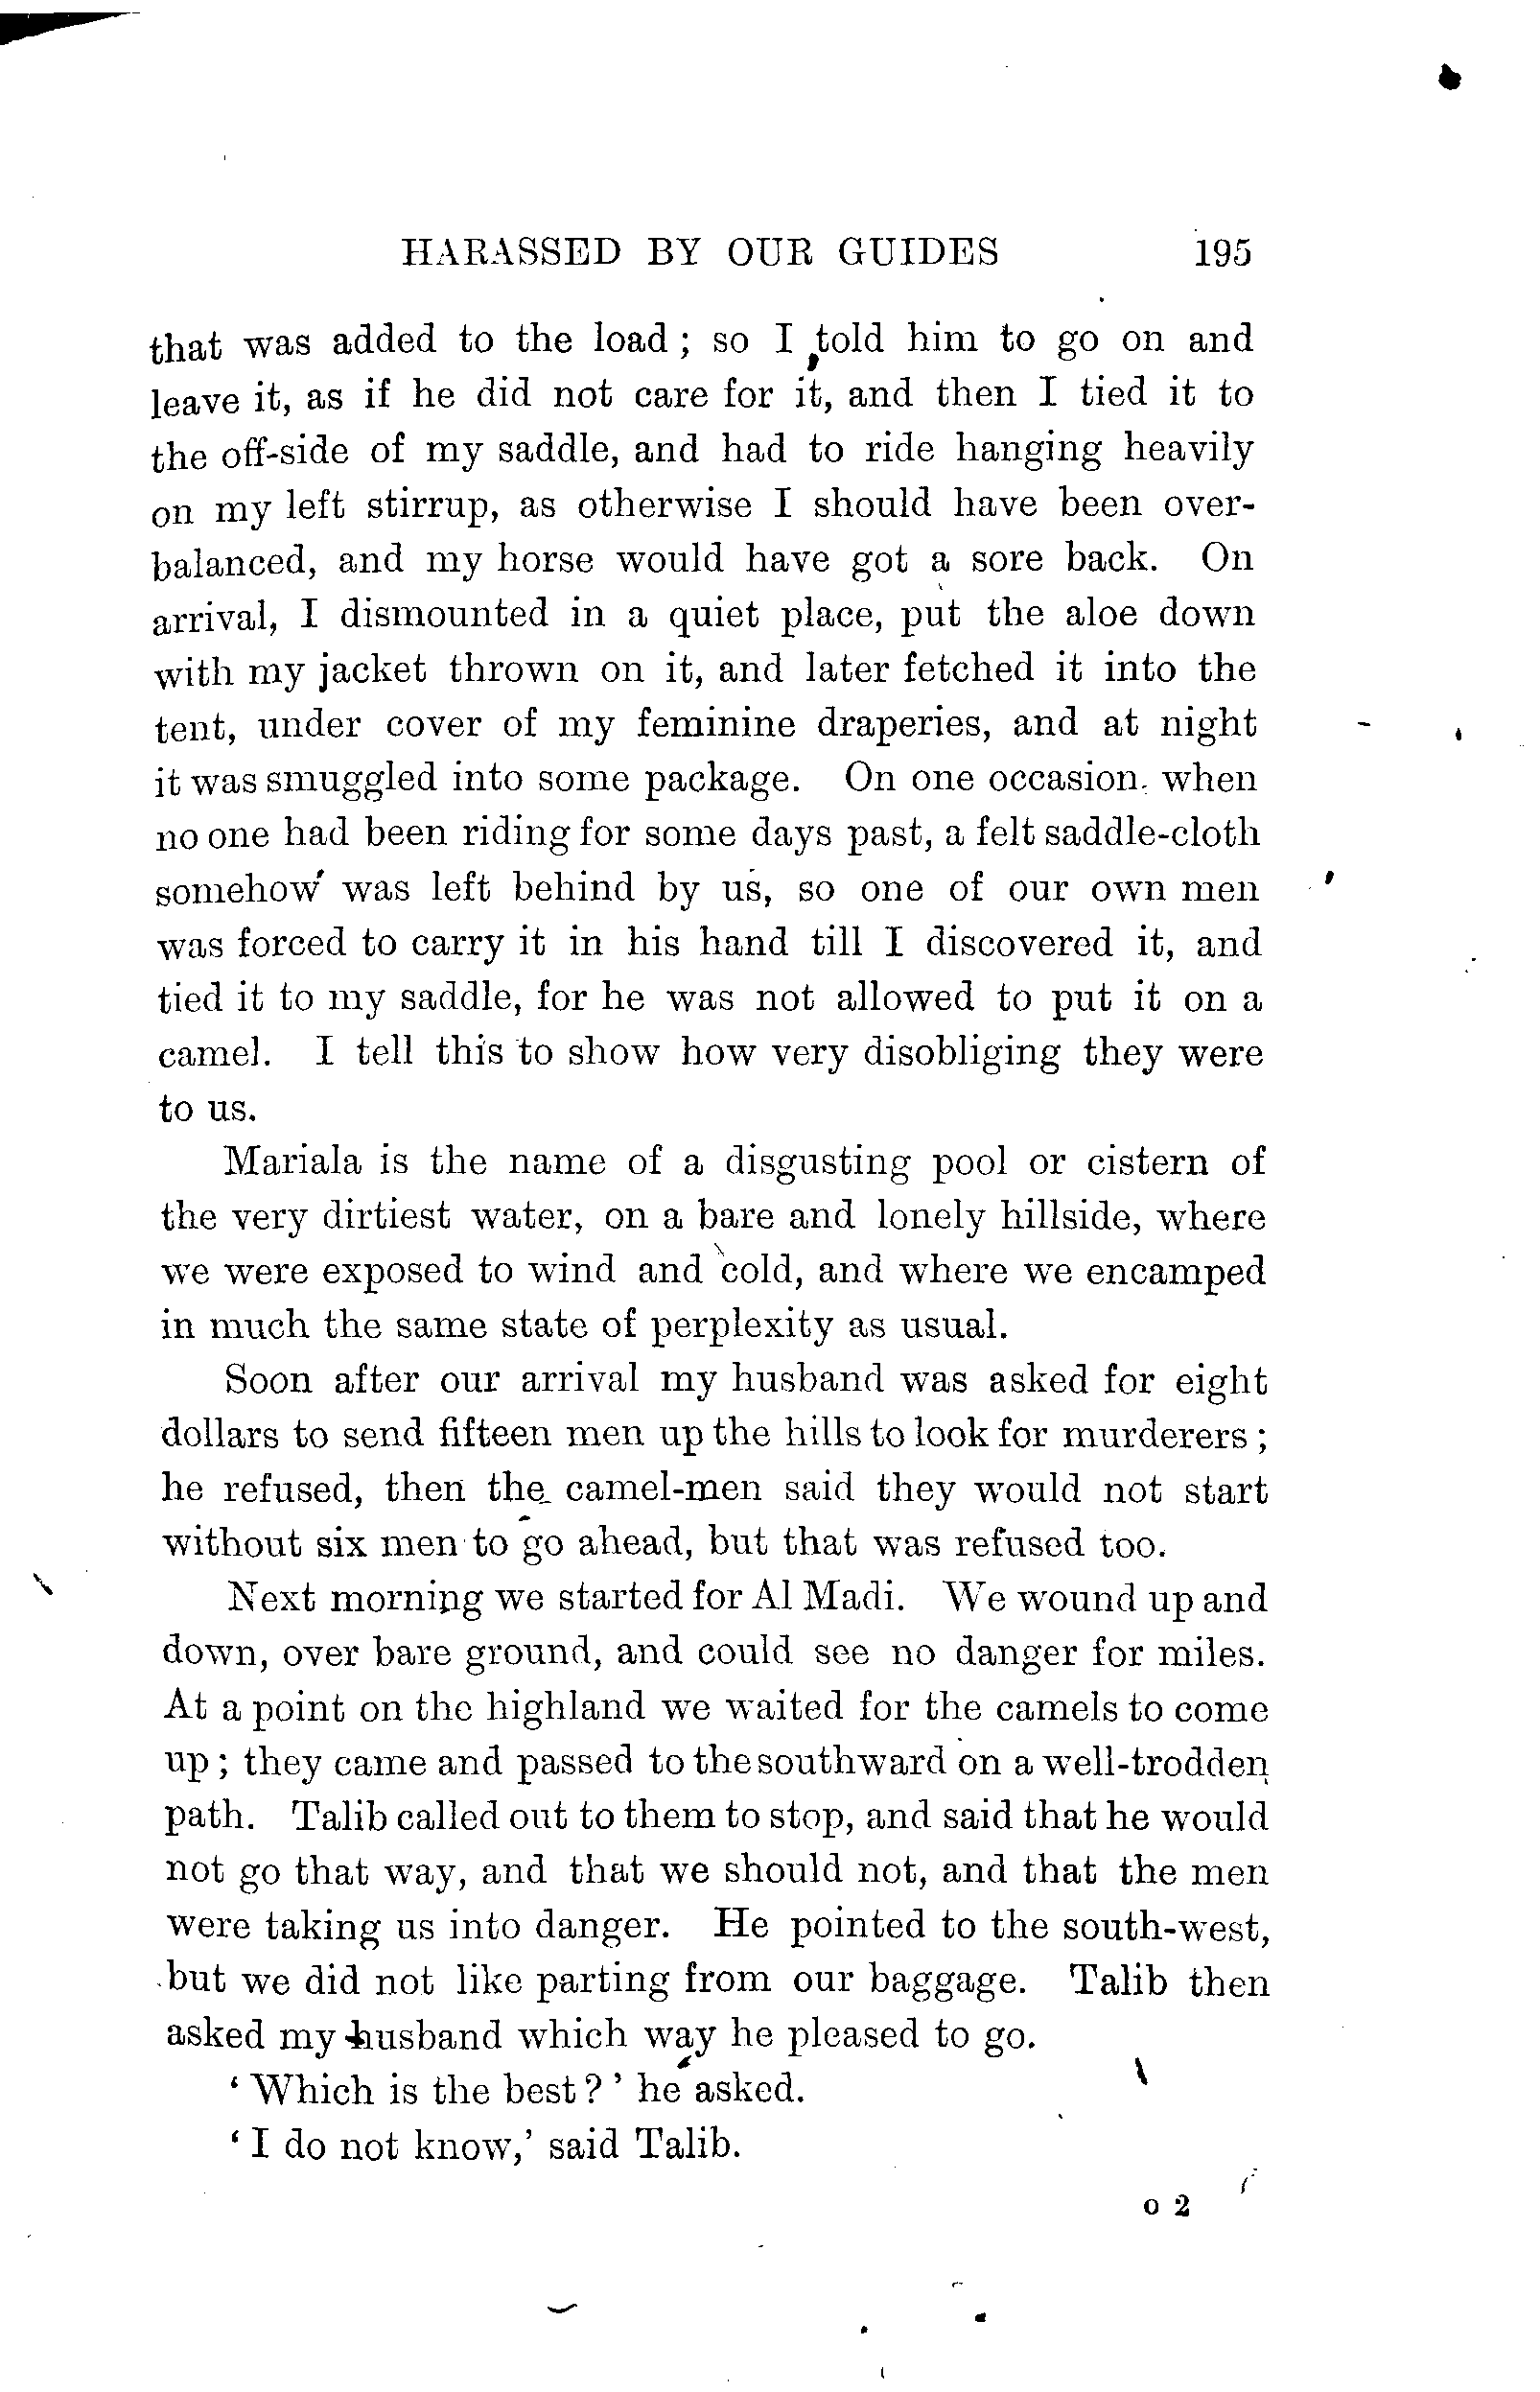 HARASSED BY OUR GUIDES 195
that was added to the load; so I told him to go on and
leave it, as if he did not care for it, and then I tied it to
the off-side of my saddle, and had to ride hanging heavily
on my left stirrup, as otherwise I should have been over-
balanced, and my horse would have got a sore back. On
arrival, I dismounted in a quiet place, put the aloe down
with my jacket thrown on it, and later fetched it into the
tent, under cover of my feminine draperies, and at night
it was smuggled into some package. On one occasion, when
no one had been riding for some days past, a felt saddle-cloth
somehow was left behind by us, so one of our own men
was forced to carry it in his hand till I discovered it, and
tied it to my saddle, for he was not allowed to put it on a
camel. I tell this to show how very disobliging they were
to us.
Mariala is the name of a disgusting pool or cistern of
the very dirtiest water, on a bare and lonely hillside, where
we were exposed to wind and cold, and where we encamped
in much the same state of perplexity as usual.
Soon after our arrival my husband was asked for eight
dollars to send fifteen men up the hills to look for murderers;
he refused, then the camel-men said they would not start
without six men to go ahead, but that was refused too.
Next morning we started for Al Madi. We wound up and
down, over bare ground, and could see no danger for miles.
At a point on the highland we waited for the camels to come
up; they came and passed to the southward on a well-trodden
path. Talib called out to them to stop, and said that he would
not go that way, and that we should not, and that the men
were taking us into danger. He pointed to the south-west,
but we did not like parting from our baggage. Talib then
asked my husband which way he pleased to go.
'Which is the best?' he asked.
'I do not know,' said Talib.
o 2